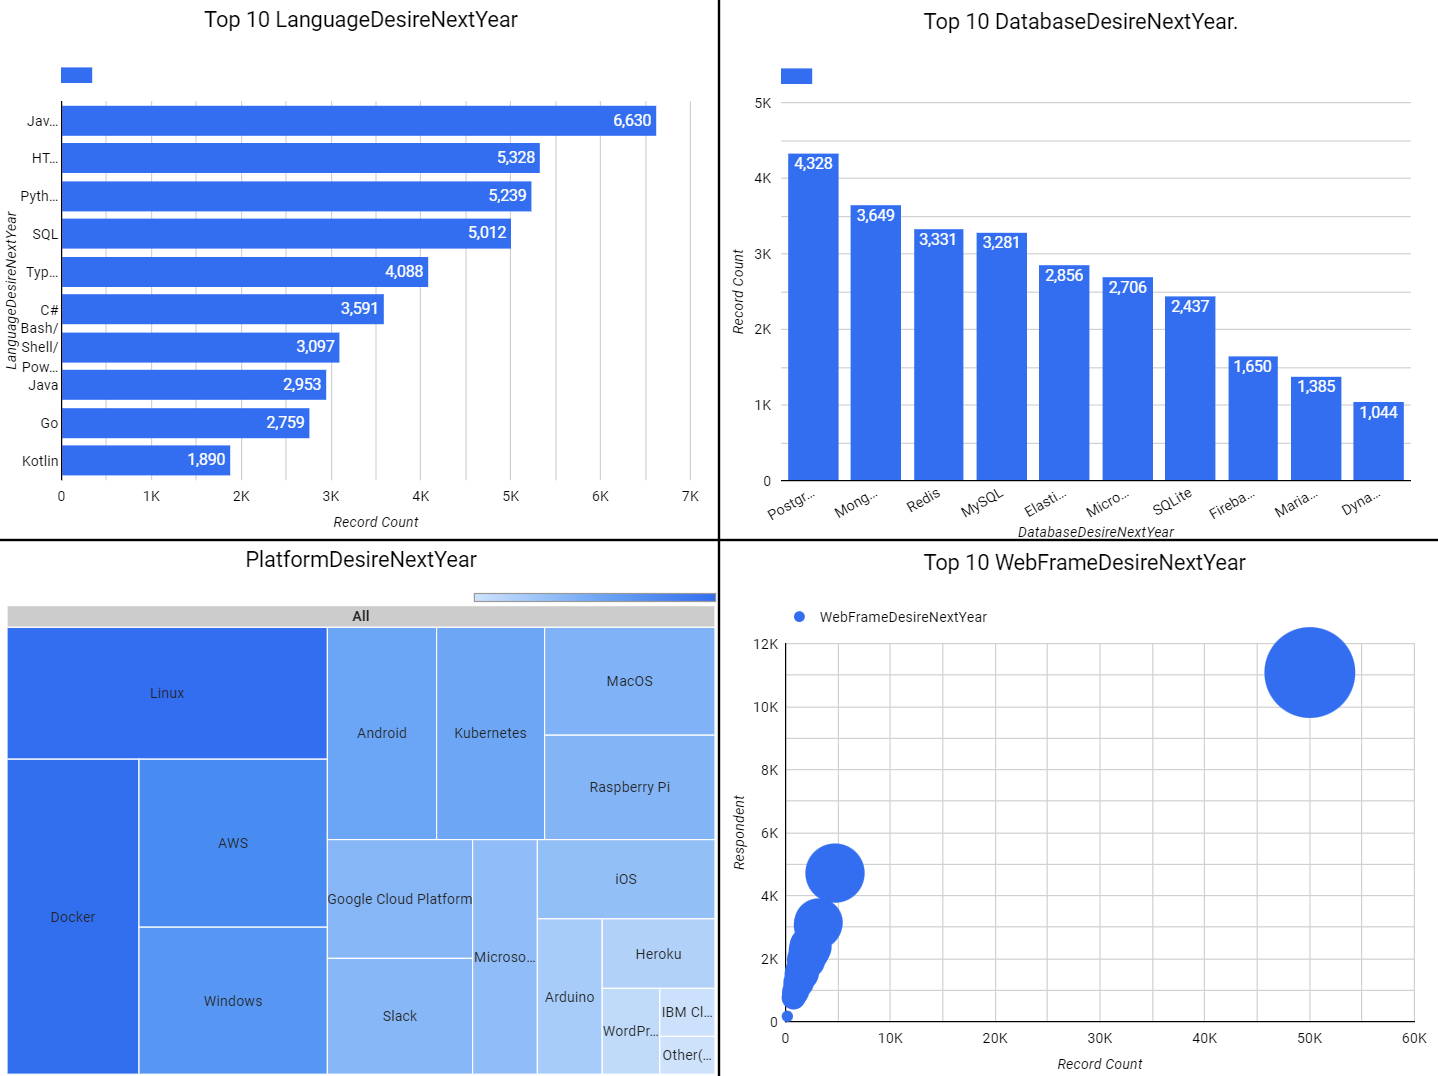 Top 10 LanguageDesireNextYear
LanguageDesireNextYear
Jav...
6,630
HT...
5,328
Pyth...
5,239
SQL
5,012
Typ...
4,088
C#
3,591
Bash/
Shell/
Pow...
3,097
Java
2,953
Go
2,759
Kotlin
1,890
0 1K 2K 3K 4K 5K 6K 7K
Record Count
Top 10 DatabaseDesireNextYear.
Record Count
5K
4K
3K
2K
1K
0
4,328
3,649
3,331
3,281
2,856
2,706
2,437
1,650
1,385
1,044
Postgr...
Mong...
Redis
MySQL
Elasti...
Micro...
SQLite
Fireba...
Maria...
Dyna...
DatabaseDesireNextYear
PlatformDesireNextYear
All
Linux
Docker
AWS
Windows
Android
Kubernetes
MacOS
Raspberry Pi
Google Cloud Platform
Slack
Microso...
iOS
Arduino
Heroku
WordPr...
IBM Cl...
Other(...
Top 10 WebFrameDesireNextYear
WebFrameDesireNextYear
Respondent
12K
10K
8K
6K
4K
2K
0
0 10K 20K 30K 40K 50K 60K
Record Count